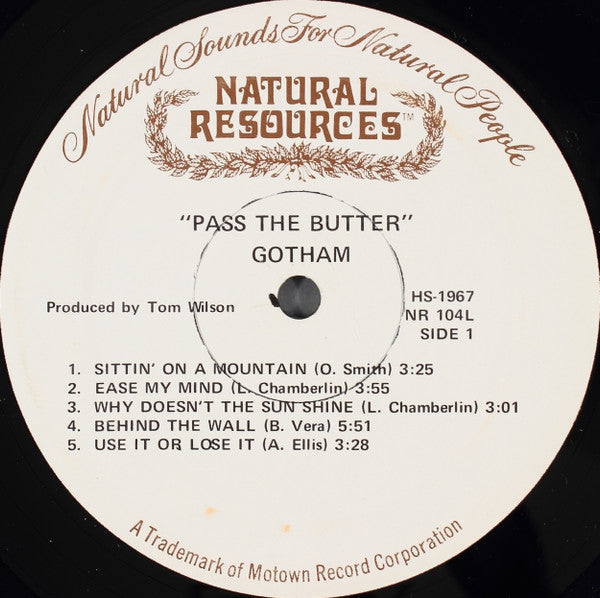 Natural Sounds For Natural People
NATURAL
RESOURCES™
"PASS THE BUTTER"
GOTHAM
Produced by Tom Wilson
HS-1967
NR 104L
SIDE 1
1. SITTIN' ON A MOUNTAIN (O. Smith) 3:25
2. EASE MY MIND (L. Chamberlin) 3:55
3. WHY DOESN'T THE SUN SHINE (L. Chamberlin) 3:01
4. BEHIND THE WALL (B. Vera) 5:51
5. USE IT OR LOSE IT (A. Ellis) 3:28
A Trademark of Motown Record Corporation